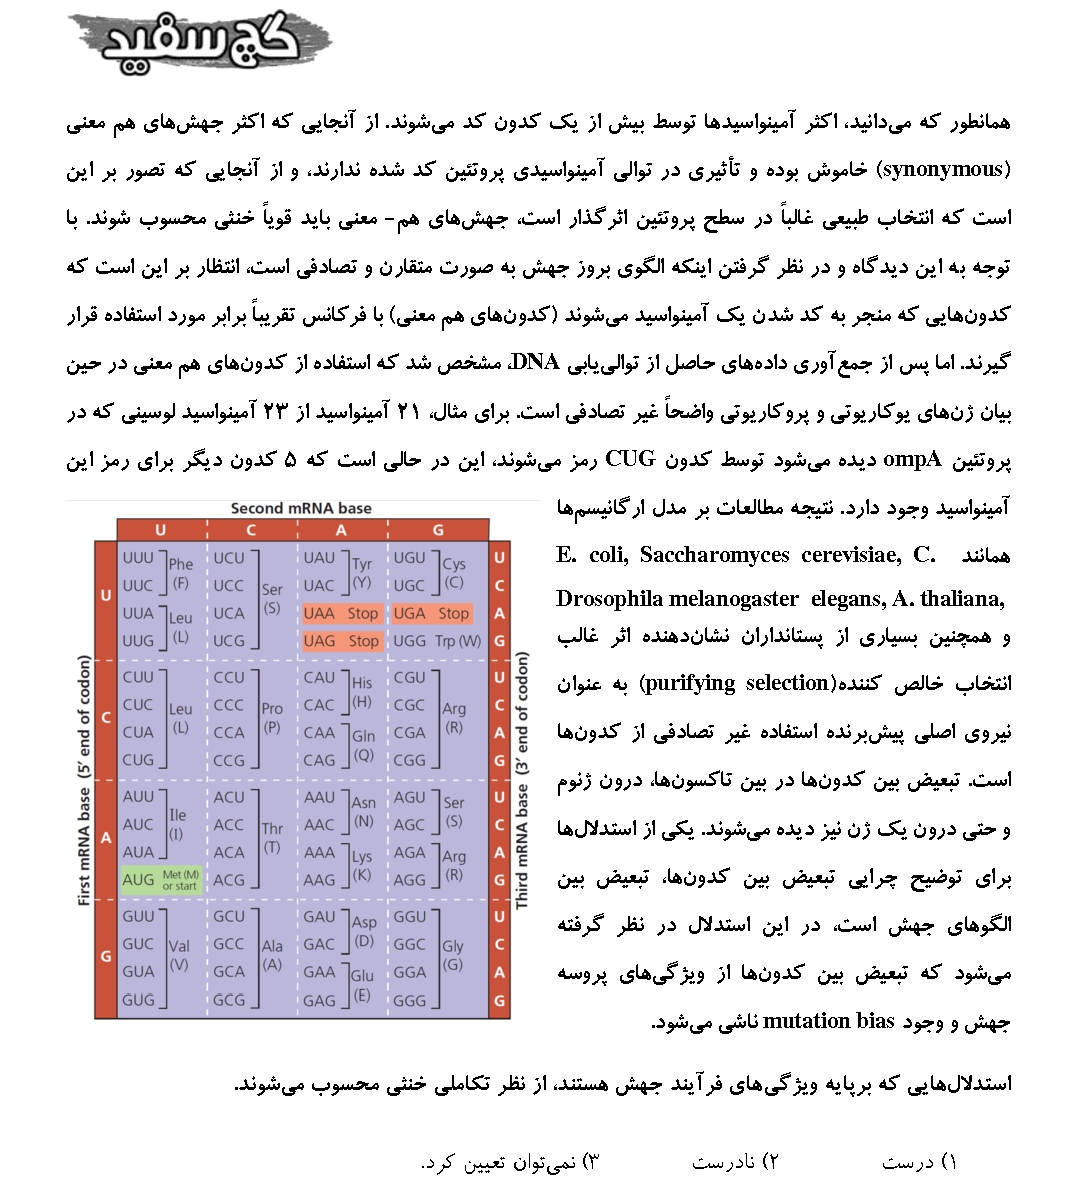 گچ سفید
همانطور که می‌دانید، اکثر آمینواسیدها توسط بیش از یک کدون کد می‌شوند. از آنجایی که اکثر جهش‌های هم معنی
(synonymous) خاموش بوده و تأثیری در توالی آمینواسیدی پروتئین کد شده ندارند، و از آنجایی که تصور بر این
است که انتخاب طبیعی غالباً در سطح پروتئین اثرگذار است، جهش‌های هم- معنی باید قویاً خنثی محسوب شوند. با
توجه به این دیدگاه و در نظر گرفتن اینکه الگوی بروز جهش به صورت متقارن و تصادفی است، انتظار بر این است که
کدون‌هایی که منجر به کد شدن یک آمینواسید می‌شوند (کدون‌های هم معنی) با فرکانس تقریباً برابر مورد استفاده قرار
گیرند. اما پس از جمع‌آوری داده‌های حاصل از توالی‌یابی DNA، مشخص شد که استفاده از کدون‌های هم معنی در حین
بیان ژن‌های یوکاریوتی و پروکاریوتی واضحاً غیر تصادفی است. برای مثال، ۲۱ آمینواسید از ۲۳ آمینواسید لوسینی که در
پروتئین ompA دیده می‌شود توسط کدون CUG رمز می‌شوند، این در حالی است که ۵ کدون دیگر برای رمز این
آمینواسید وجود دارد. نتیجه مطالعات بر مدل ارگانیسم‌ها
همانند E. coli, Saccharomyces cerevisiae, C.
Drosophila melanogaster elegans, A. thaliana,
و همچنین بسیاری از پستانداران نشان‌دهنده اثر غالب
انتخاب خالص کننده(purifying selection) به عنوان
نیروی اصلی پیش‌برنده استفاده غیر تصادفی از کدون‌ها
است. تبعیض بین کدون‌ها در بین تاکسون‌ها، درون ژنوم
و حتی درون یک ژن نیز دیده می‌شوند. یکی از استدلال‌ها
برای توضیح چرایی تبعیض بین کدون‌ها، تبعیض بین
الگوهای جهش است، در این استدلال در نظر گرفته
می‌شود که تبعیض بین کدون‌ها از ویژگی‌های پروسه
جهش و وجود mutation bias ناشی می‌شود.
Second mRNA base
U C A G
First mRNA base (5' end of codon)
Third mRNA base (3' end of codon)
U
UUU UCU UAU UGU U
Phe (F) Tyr (Y) Cys (C)
UUC UCC UAC UGC C
Ser (S)
UUA UCA UAA Stop UGA Stop A
Leu (L)
UUG UCG UAG Stop UGG Trp (W) G
C
CUU CCU CAU CGU U
His (H)
CUC CCC CAC CGC C
Leu (L) Pro (P) Arg (R)
CUA CCA CAA CGA A
Gln (Q)
CUG CCG CAG CGG G
A
AUU ACU AAU AGU U
Ile (I) Asn (N) Ser (S)
AUC ACC AAC AGC C
Thr (T)
AUA ACA AAA AGA A
Lys (K) Arg (R)
AUG Met (M) or start ACG AAG AGG G
G
GUU GCU GAU GGU U
Asp (D)
GUC GCC GAC GGC C
Val (V) Ala (A) Gly (G)
GUA GCA GAA GGA A
Glu (E)
GUG GCG GAG GGG G
استدلال‌هایی که برپایه ویژگی‌های فرآیند جهش هستند، از نظر تکاملی خنثی محسوب می‌شوند.
۱) درست ۲) نادرست ۳) نمی‌توان تعیین کرد.